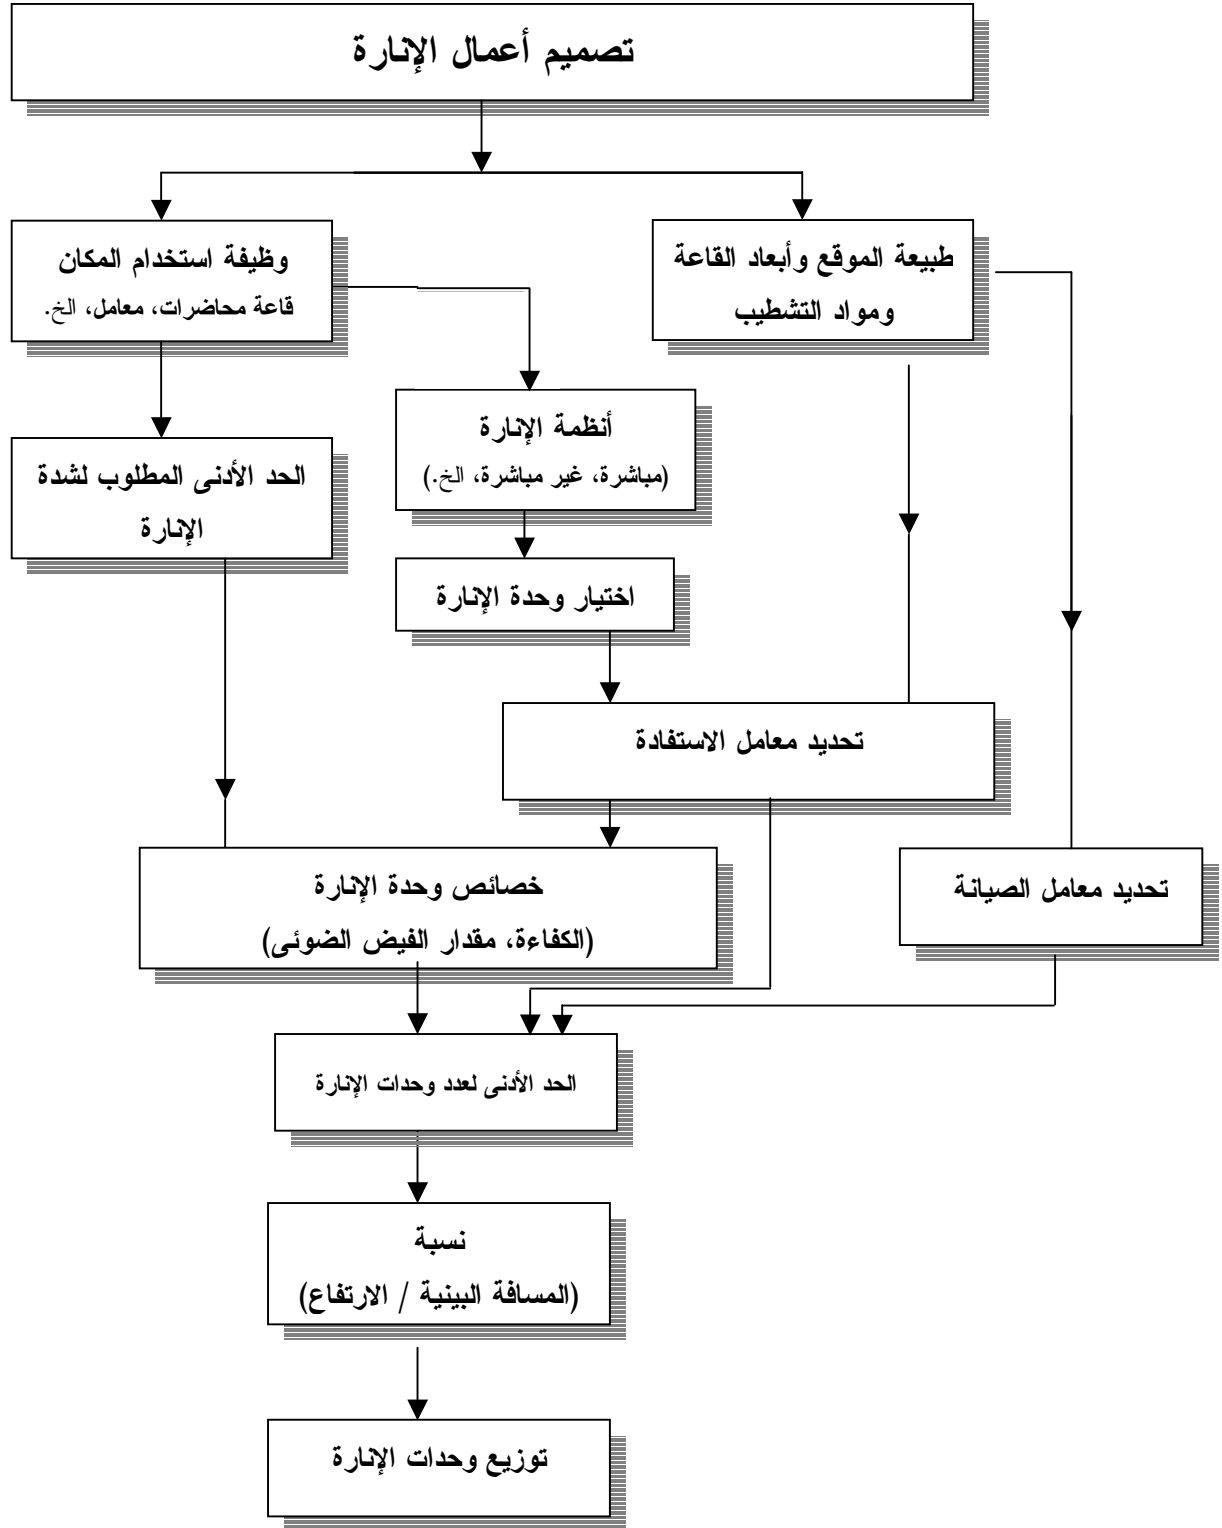 تصميم أعمال الإنارة
طبيعة الموقع وأبعاد القاعة
ومواد التشطيب
وظيفة استخدام المكان
قاعة محاضرات، معامل، الخ.
أنظمة الإنارة
(مباشرة، غير مباشرة، الخ.)
الحد الأدنى المطلوب لشدة
الإنارة
اختيار وحدة الإنارة
تحديد معامل الاستفادة
تحديد معامل الصيانة
خصائص وحدة الإنارة
(الكفاءة، مقدار الفيض الضوئى)
الحد الأدنى لعدد وحدات الإنارة
نسبة
(المسافة البينية / الارتفاع)
توزيع وحدات الإنارة